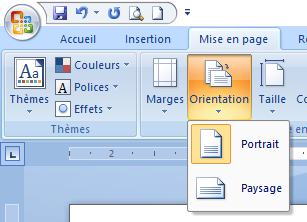 Accueil Insertion Mise en page
Couleurs
Polices
Effets
Thèmes Marges Orientation Taille
Thèmes
2
Portrait
Paysage